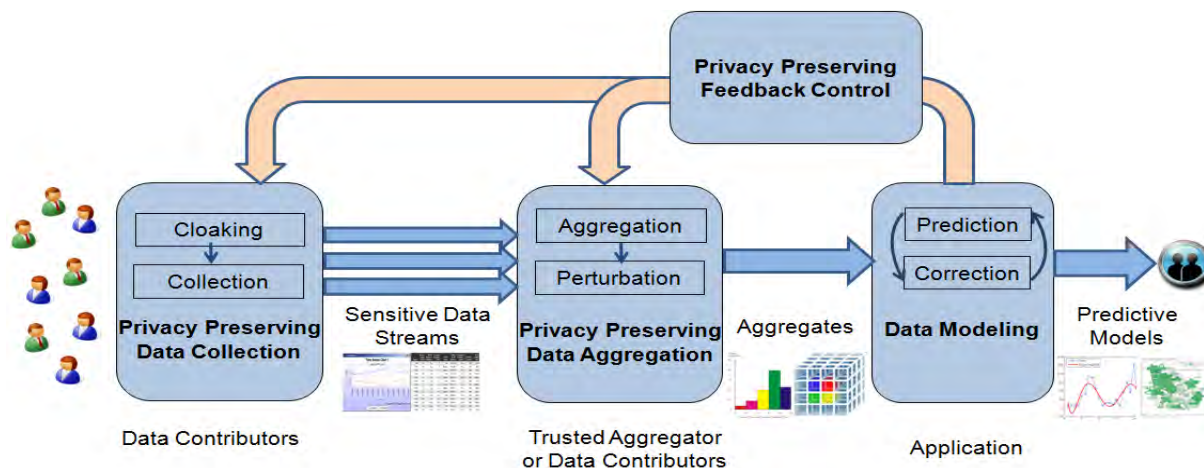 Privacy Preserving
Feedback Control
Cloaking
Collection
Privacy Preserving
Data Collection
Data Contributors
Sensitive Data
Streams
Aggregation
Perturbation
Privacy Preserving
Data Aggregation
Trusted Aggregator
or Data Contributors
Aggregates
Prediction
Correction
Data Modeling
Application
Predictive
Models